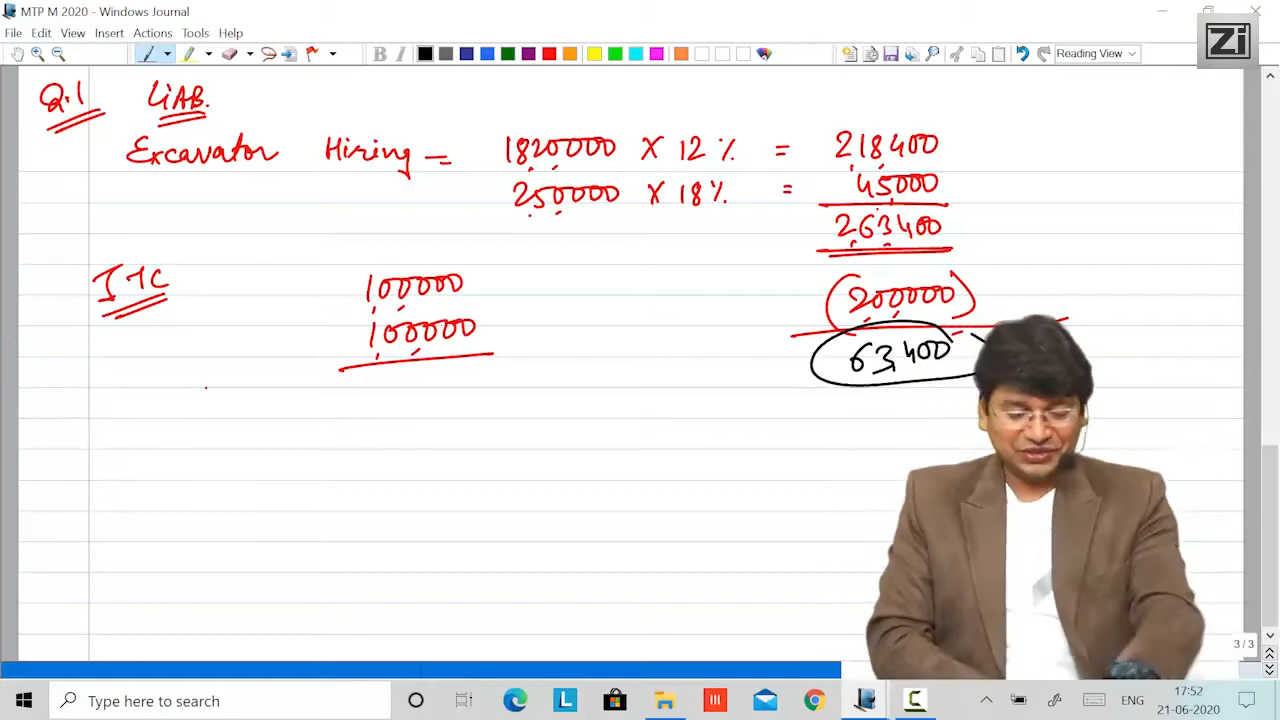 MTP M 2020 - Windows Journal
File Edit View Insert Actions Tools Help
Zi
B I
Reading View
Q.1 LiAB.
Excavator Hiring = 1820000 X 12 % = 218400
250000 X 18% = 45000
263400
ITC 100000 (200000)
100000
63,400
3 / 3
Type here to search
L
ENG
17:52
21-06-2020